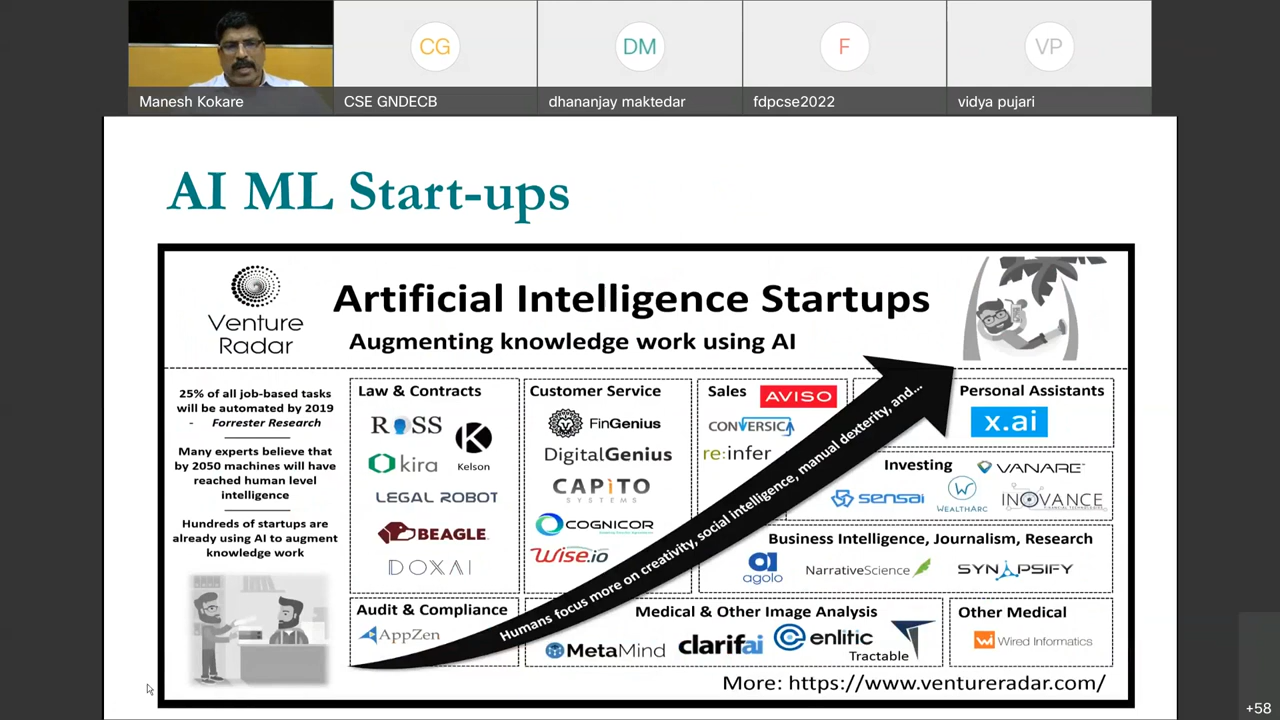 CG
DM
F
VP
Manesh Kokare
CSE GNDECB
dhananjay maktedar
fdpcse2022
vidya pujari
AI ML Start-ups
Venture
Radar
Artificial Intelligence Startups
Augmenting knowledge work using AI
25% of all job-based tasks
will be automated by 2019
- Forrester Research
Many experts believe that
by 2050 machines will have
reached human level
intelligence
Hundreds of startups are
already using AI to augment
knowledge work
Law & Contracts
ROSS
kira
Kelson
LEGAL ROBOT
BEAGLE
DOXAI
Customer Service
FinGenius
DigitalGenius
CAPITO
SYSTEMS
COGNICOR
Wise.io
Sales
AVISO
CONVERSICA
re:infer
Personal Assistants
x.ai
Investing
VANARE
sensai
WEALTHARC
INOVANCE
Business Intelligence, Journalism, Research
agolo
NarrativeScience
SYNAPSIFY
Humans focus more on creativity, social intelligence, manual dexterity, and...
Audit & Compliance
AppZen
Medical & Other Image Analysis
MetaMind
clarifai
enlitic
Tractable
Other Medical
Wired Informatics
More: https://www.ventureradar.com/
+58